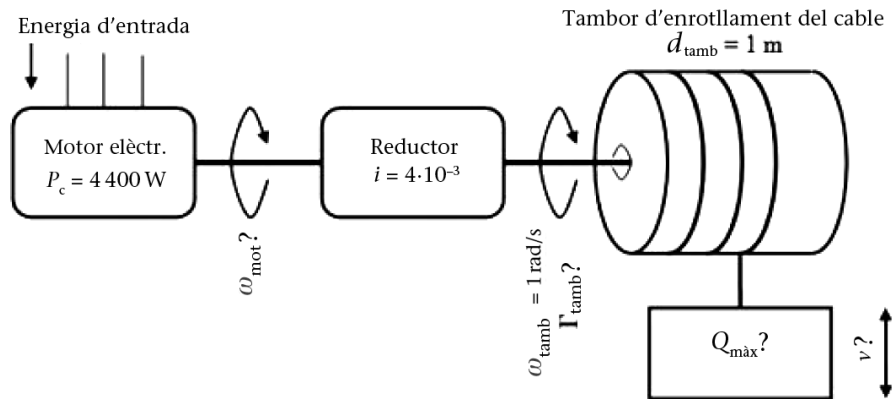 Energia d'entrada
Tambor d'enrotllament del cable
d_tamb = 1 m
Motor elèctr.
P_c = 4 400 W
Reductor
i = 4·10⁻³
ω_mot?
ω_tamb = 1 rad/s
Γ_tamb?
Q_màx?
v?